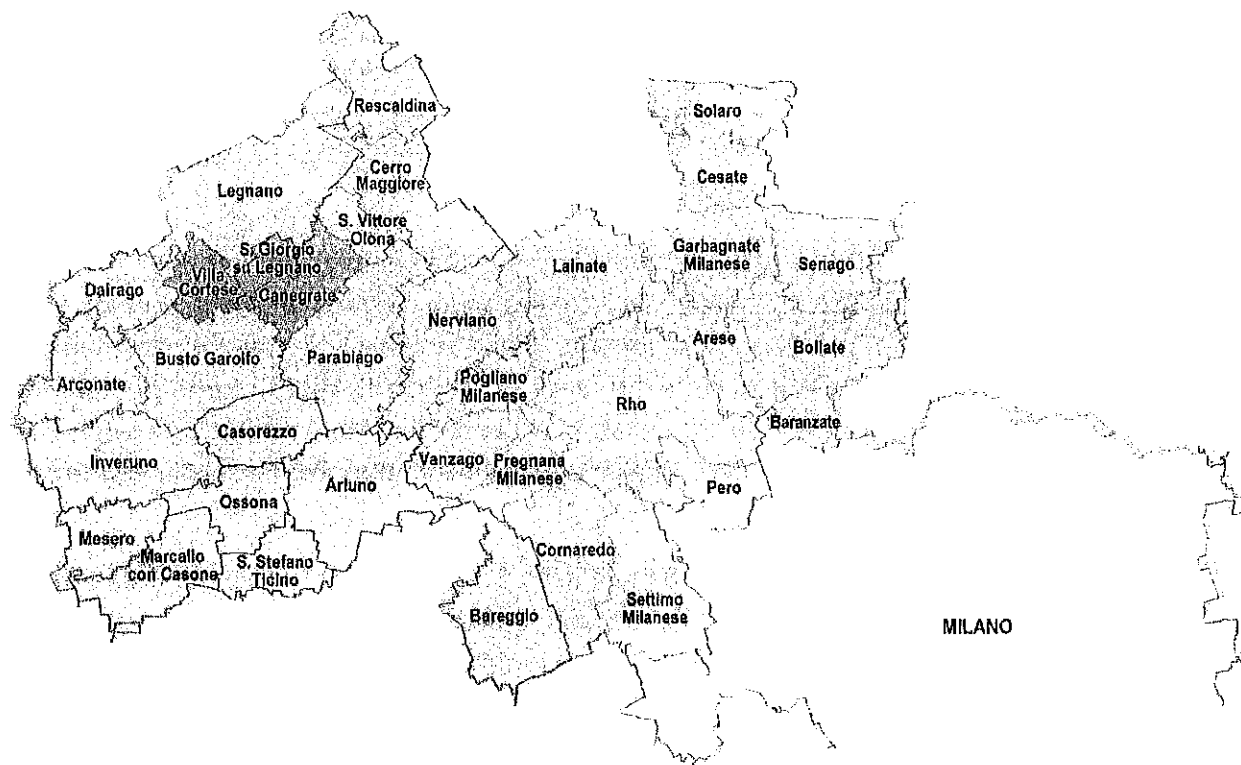 Rescaldina
Solaro
Cerro
Maggiore
Cesate
Legnano
S. Vittore
Olona
S. Giorgio
su Legnano
Garbagnate
Milanese
Senago
Lainate
Villa
Cortese
Dairago
Canegrate
Nerviano
Arese
Bollate
Busto Garolfo
Parabiago
Arconate
Pogliano
Milanese
Rho
Baranzate
Casorezzo
Inveruno
Vanzago
Pregnana
Milanese
Arluno
Pero
Ossona
Mesero
Marcallo
con Casone
S. Stefano
Ticino
Cornaredo
Settimo
Milanese
Bareggio
MILANO